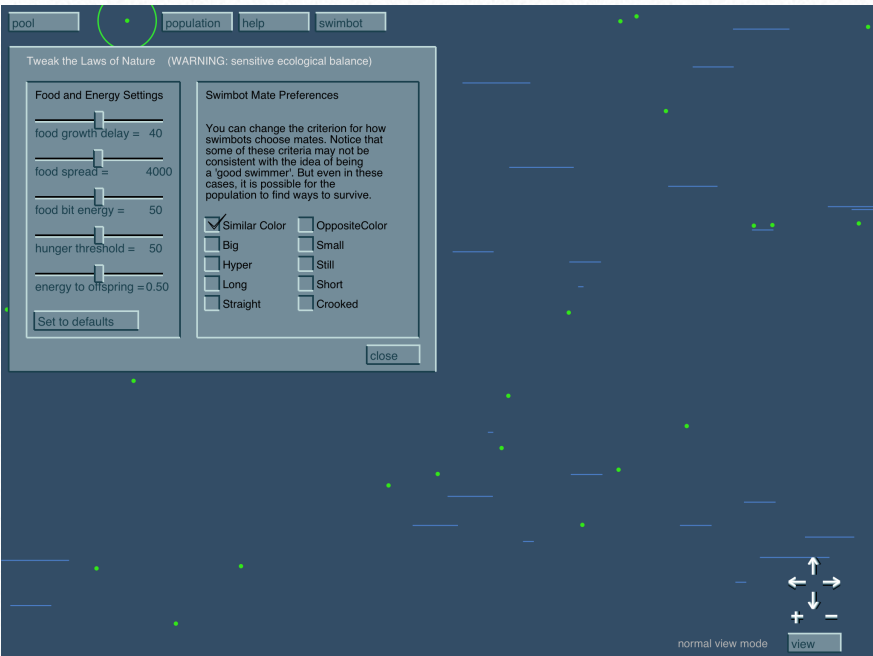 pool
population
help
swimbot
Tweak the Laws of Nature (WARNING: sensitive ecological balance)
Food and Energy Settings
food growth delay = 40
food spread = 4000
food bit energy = 50
hunger threshold = 50
energy to offspring = 0.50
Set to defaults
Swimbot Mate Preferences
You can change the criterion for how
swimbots choose mates. Notice that
some of these criteria may not be
consistent with the idea of being
a 'good swimmer'. But even in these
cases, it is possible for the
population to find ways to survive.
Similar Color
OppositeColor
Big
Small
Hyper
Still
Long
Short
Straight
Crooked
close
normal view mode
view